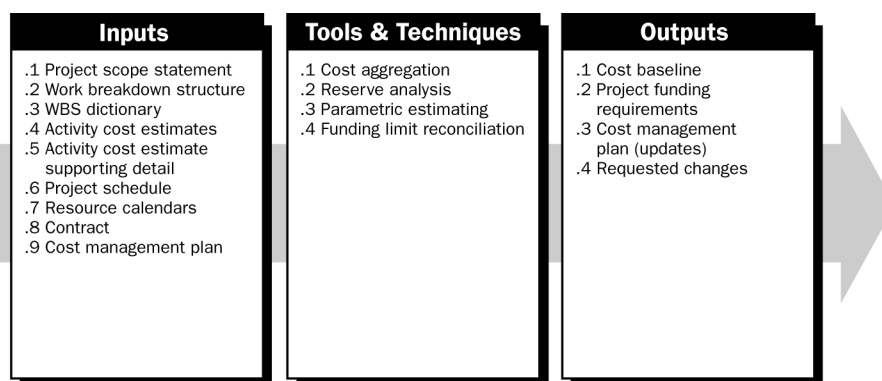 Inputs
.1 Project scope statement
.2 Work breakdown structure
.3 WBS dictionary
.4 Activity cost estimates
.5 Activity cost estimate
supporting detail
.6 Project schedule
.7 Resource calendars
.8 Contract
.9 Cost management plan
Tools & Techniques
.1 Cost aggregation
.2 Reserve analysis
.3 Parametric estimating
.4 Funding limit reconciliation
Outputs
.1 Cost baseline
.2 Project funding
requirements
.3 Cost management
plan (updates)
.4 Requested changes